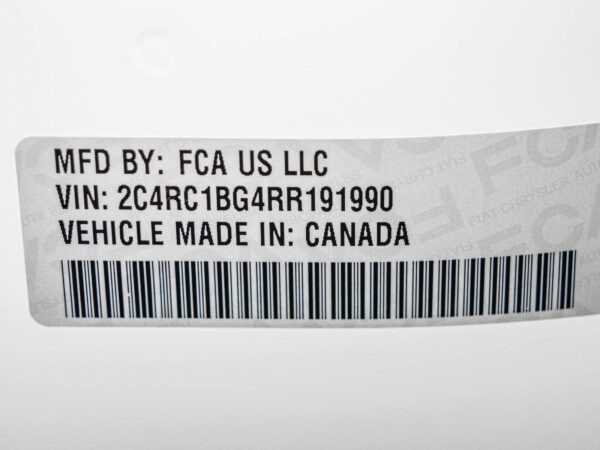 MFD BY: FCA US LLC
VIN: 2C4RC1BG4RR191990
VEHICLE MADE IN: CANADA